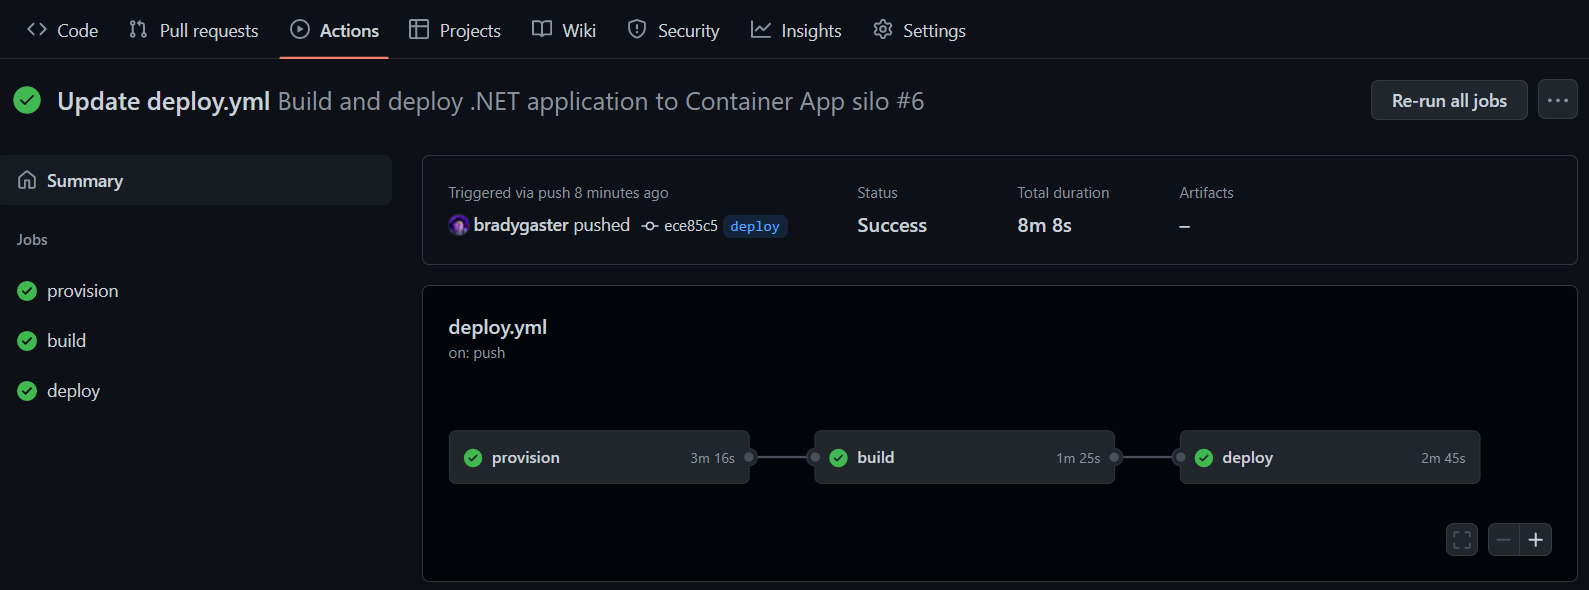 Code Pull requests Actions Projects Wiki Security Insights Settings
Update deploy.yml Build and deploy .NET application to Container App silo #6
Re-run all jobs
Summary
Jobs
provision
build
deploy
Triggered via push 8 minutes ago
bradygaster pushed ece85c5 deploy
Status
Success
Total duration
8m 8s
Artifacts
–
deploy.yml
on: push
provision 3m 16s
build 1m 25s
deploy 2m 45s